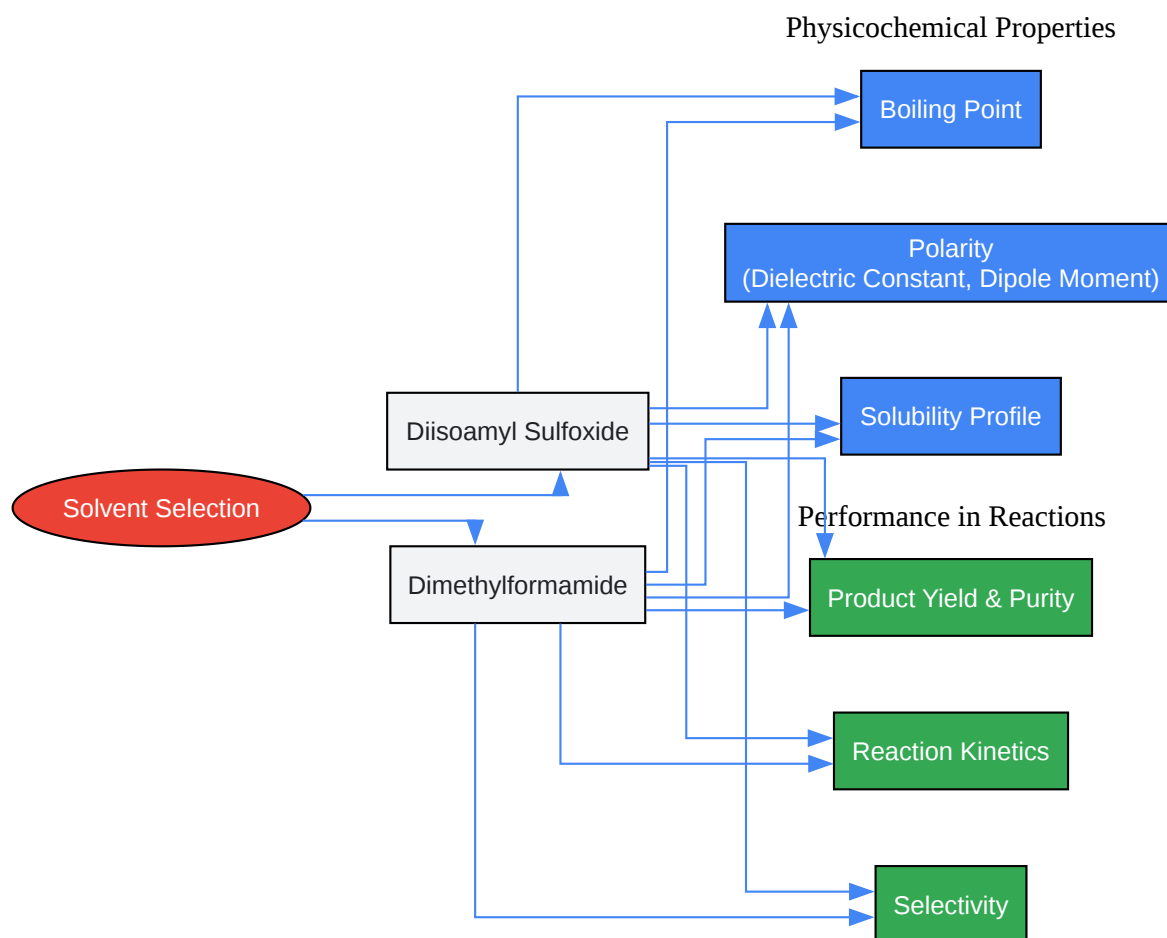 Physicochemical Properties
Boiling Point
Polarity
(Dielectric Constant, Dipole Moment)
Diisoamyl Sulfoxide
Solubility Profile
Solvent Selection
Performance in Reactions
Dimethylformamide
Product Yield & Purity
Reaction Kinetics
Selectivity